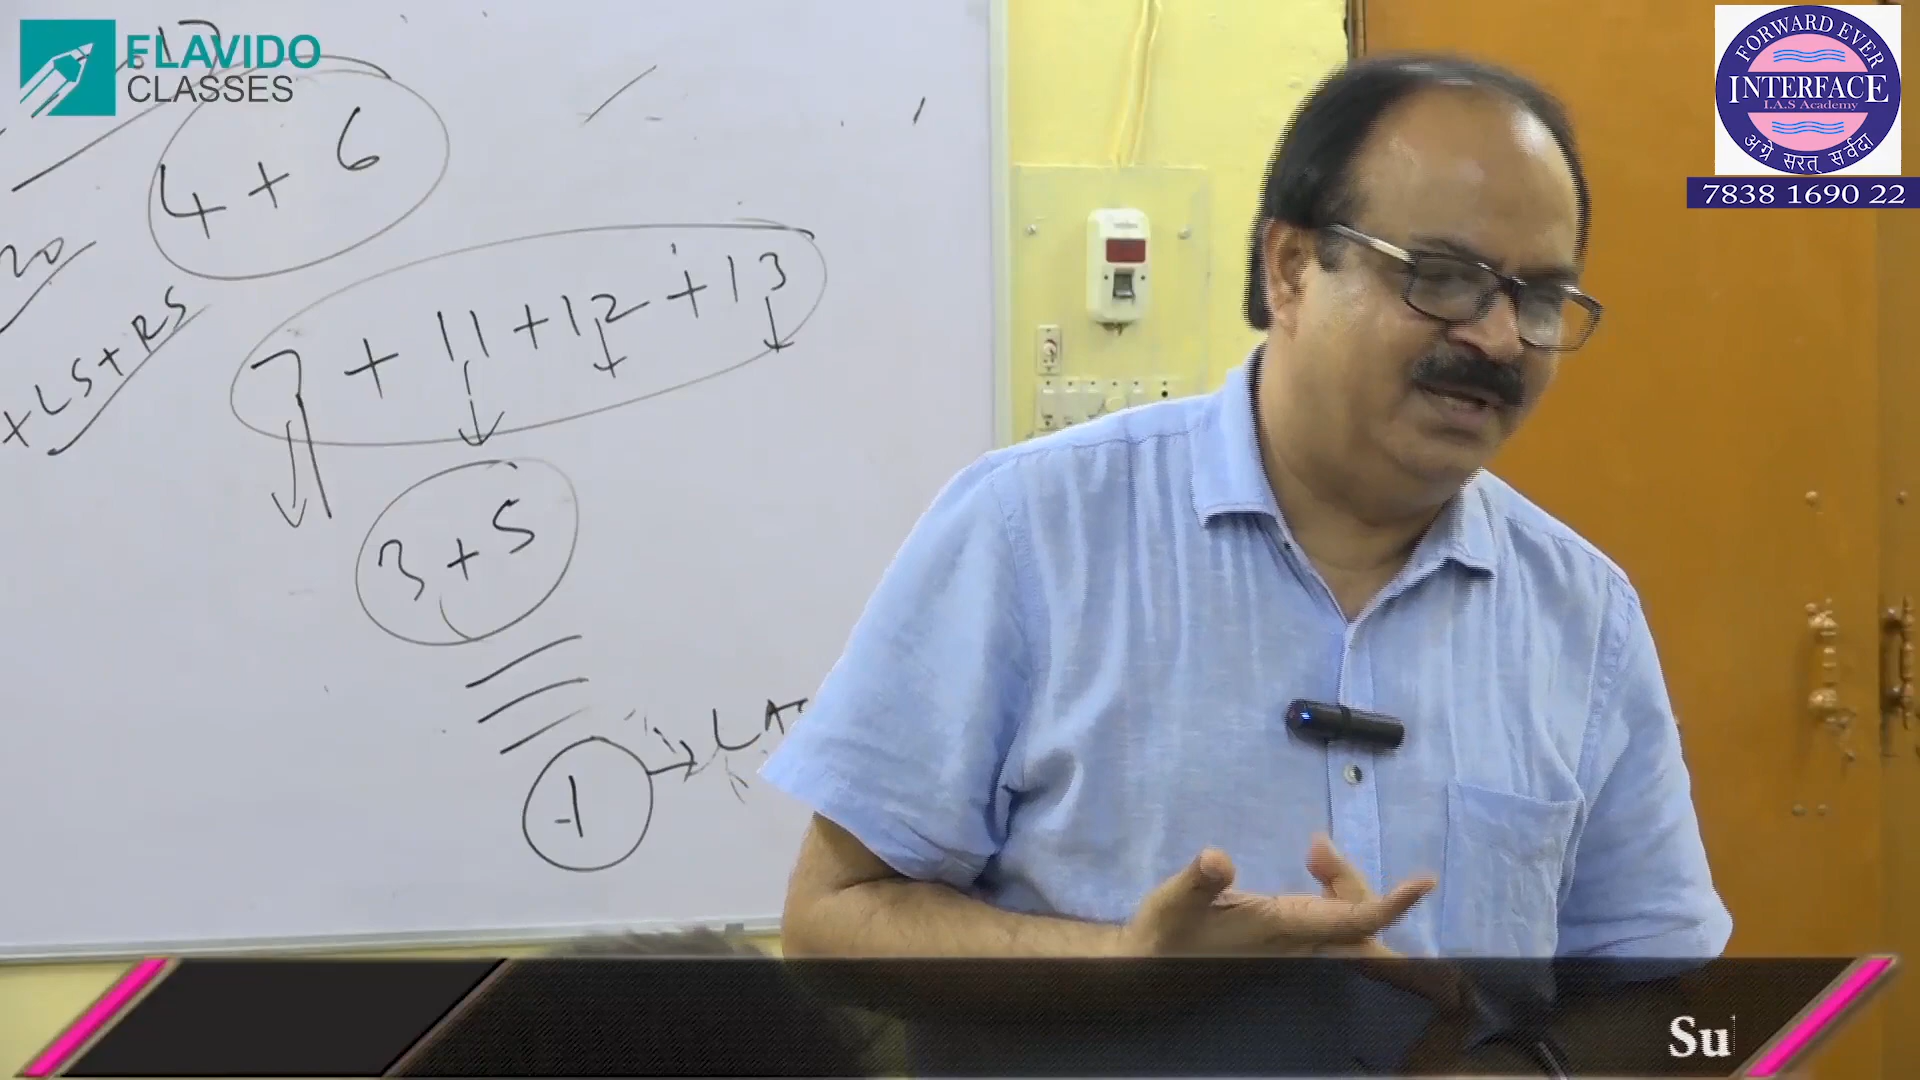 FLAVIDO
CLASSES
FORWARD EVER
INTERFACE
I.A.S Academy
अग्रे सरत् सर्वदा
7838 1690 22
4 + 6
20
+ LS + RS
7 + 11 + 12 + 13
3 + 5
-1
Su